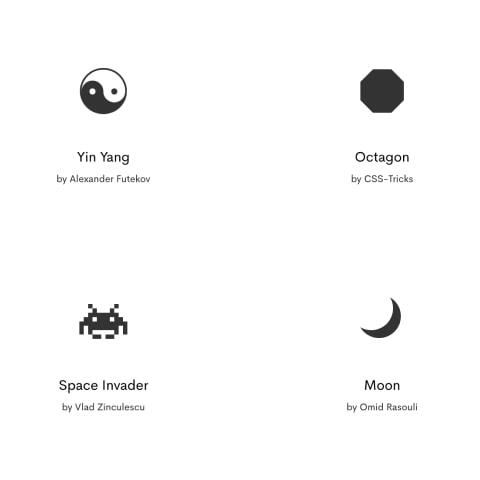 Yin Yang
by Alexander Futekov
Octagon
by CSS-Tricks
Space Invader
by Vlad Zinculescu
Moon
by Omid Rasouli